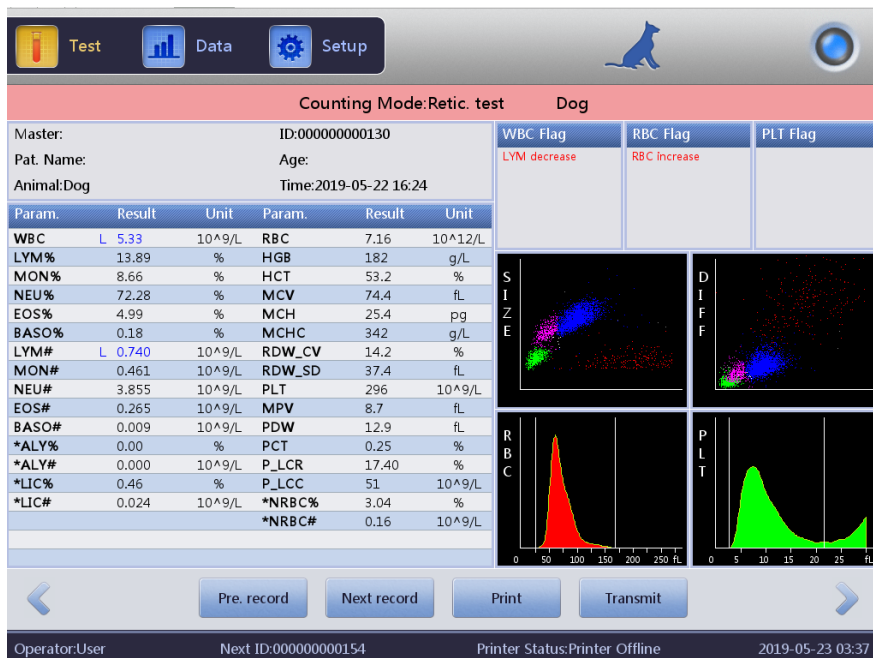 Test Data Setup
Counting Mode:Retic. test Dog
Master: ID:000000000130
Pat. Name: Age:
Animal:Dog Time:2019-05-22 16:24
WBC Flag RBC Flag PLT Flag
LYM decrease RBC increase
Param. Result Unit Param. Result Unit
WBC L 5.33 10^9/L RBC 7.16 10^12/L
LYM% 13.89 % HGB 182 g/L
MON% 8.66 % HCT 53.2 %
NEU% 72.28 % MCV 74.4 fL
EOS% 4.99 % MCH 25.4 pg
BASO% 0.18 % MCHC 342 g/L
LYM# L 0.740 10^9/L RDW_CV 14.2 %
MON# 0.461 10^9/L RDW_SD 37.4 fL
NEU# 3.855 10^9/L PLT 296 10^9/L
EOS# 0.265 10^9/L MPV 8.7 fL
BASO# 0.009 10^9/L PDW 12.9 fL
*ALY% 0.00 % PCT 0.25 %
*ALY# 0.000 10^9/L P_LCR 17.40 %
*LIC% 0.46 % P_LCC 51 10^9/L
*LIC# 0.024 10^9/L *NRBC% 3.04 %
*NRBC# 0.16 10^9/L
SIZE
DIFF
RBC
0 50 100 150 200 250 fL
PLT
0 5 10 15 20 25 fL
Pre. record Next record Print Transmit
Operator:User Next ID:000000000154 Printer Status:Printer Offline 2019-05-23 03:37